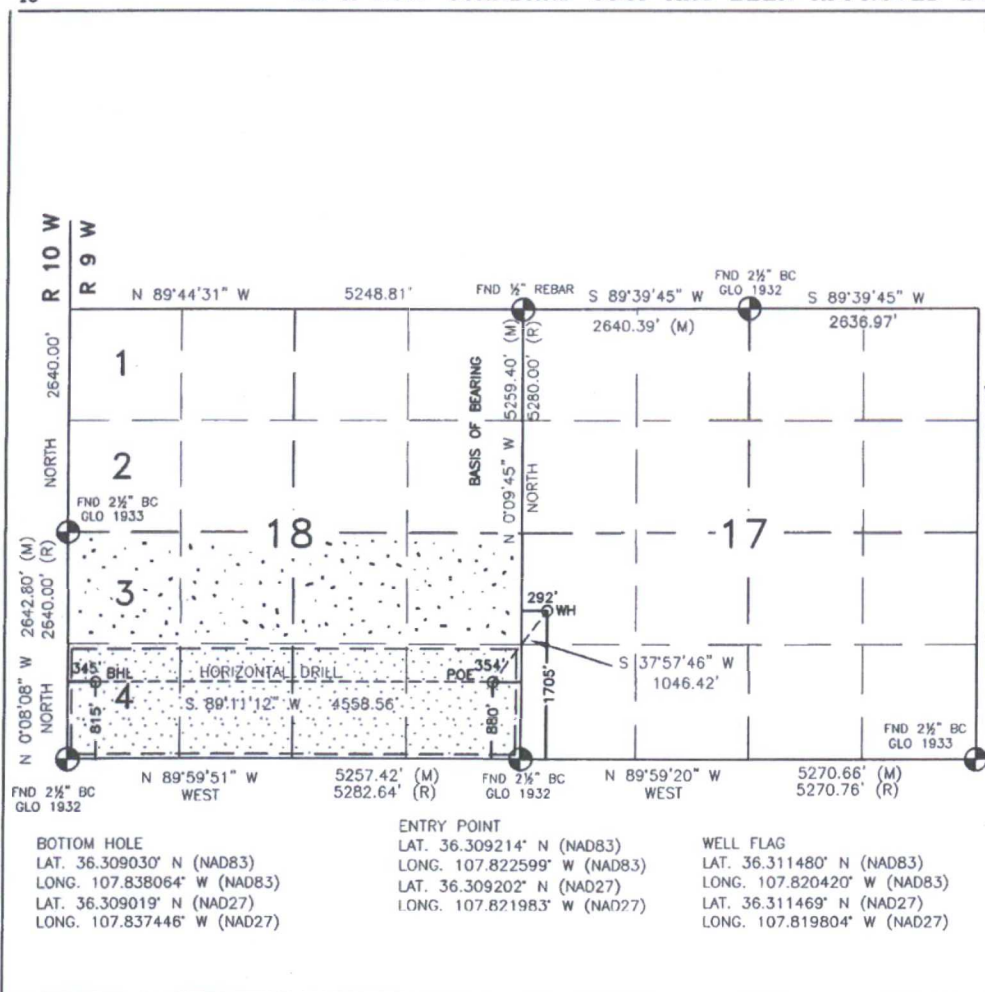 R 10 W
R 9 W
N 89°44'31" W 5248.81'
FND ½" REBAR
S 89°39'45" W
2640.39' (M)
FND 2½" BC
GLO 1932
S 89°39'45" W
2636.97'
2640.00'
NORTH
1
2
3
4
BASIS OF BEARING
N 0°09'45" W 5259.40' (M)
NORTH 5280.00' (R)
FND 2½" BC
GLO 1933
18
17
N 0°08'08" W 2642.80' (M)
NORTH 2640.00' (R)
292'
WH
S 37°57'46" W
1046.42'
1705'
345'
BHL
HORIZONTAL DRILL
POE
354'
S 89°11'12" W 4558.56'
815'
880'
FND 2½" BC
GLO 1933
FND 2½" BC
GLO 1932
N 89°59'51" W 5257.42' (M)
WEST 5282.64' (R)
FND 2½" BC
GLO 1932
N 89°59'20" W 5270.66' (M)
WEST 5270.76' (R)
BOTTOM HOLE
LAT. 36.309030° N (NAD83)
LONG. 107.838064° W (NAD83)
LAT. 36.309019° N (NAD27)
LONG. 107.837446° W (NAD27)
ENTRY POINT
LAT. 36.309214° N (NAD83)
LONG. 107.822599° W (NAD83)
LAT. 36.309202° N (NAD27)
LONG. 107.821983° W (NAD27)
WELL FLAG
LAT. 36.311480° N (NAD83)
LONG. 107.820420° W (NAD83)
LAT. 36.311469° N (NAD27)
LONG. 107.819804° W (NAD27)